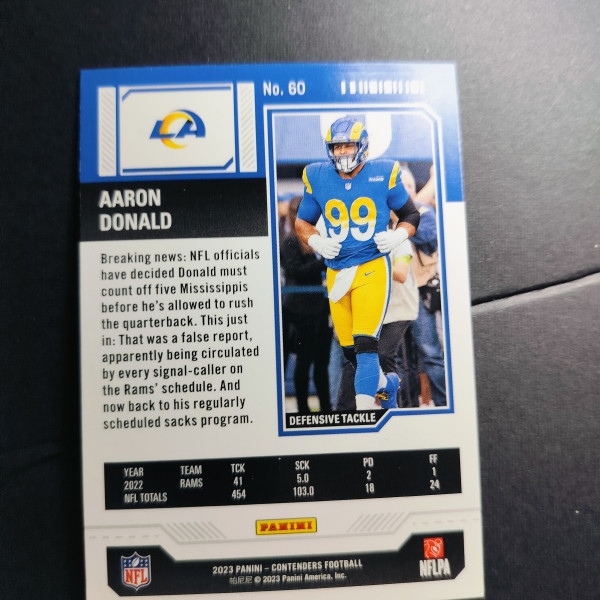 No. 60
LA
AARON
DONALD
Breaking news: NFL officials
have decided Donald must
count off five Mississippis
before he's allowed to rush
the quarterback. This just
in: That was a false report,
apparently being circulated
by every signal-caller on
the Rams' schedule. And
now back to his regularly
scheduled sacks program.
99
DEFENSIVE TACKLE
YEAR TEAM TCK SCK PD FF
2022 RAMS 41 5.0 2 1
NFL TOTALS 454 103.0 18 24
PANINI
NFL
2023 PANINI – CONTENDERS FOOTBALL
帕尼尼 © 2023 Panini America, Inc.
NFLPA